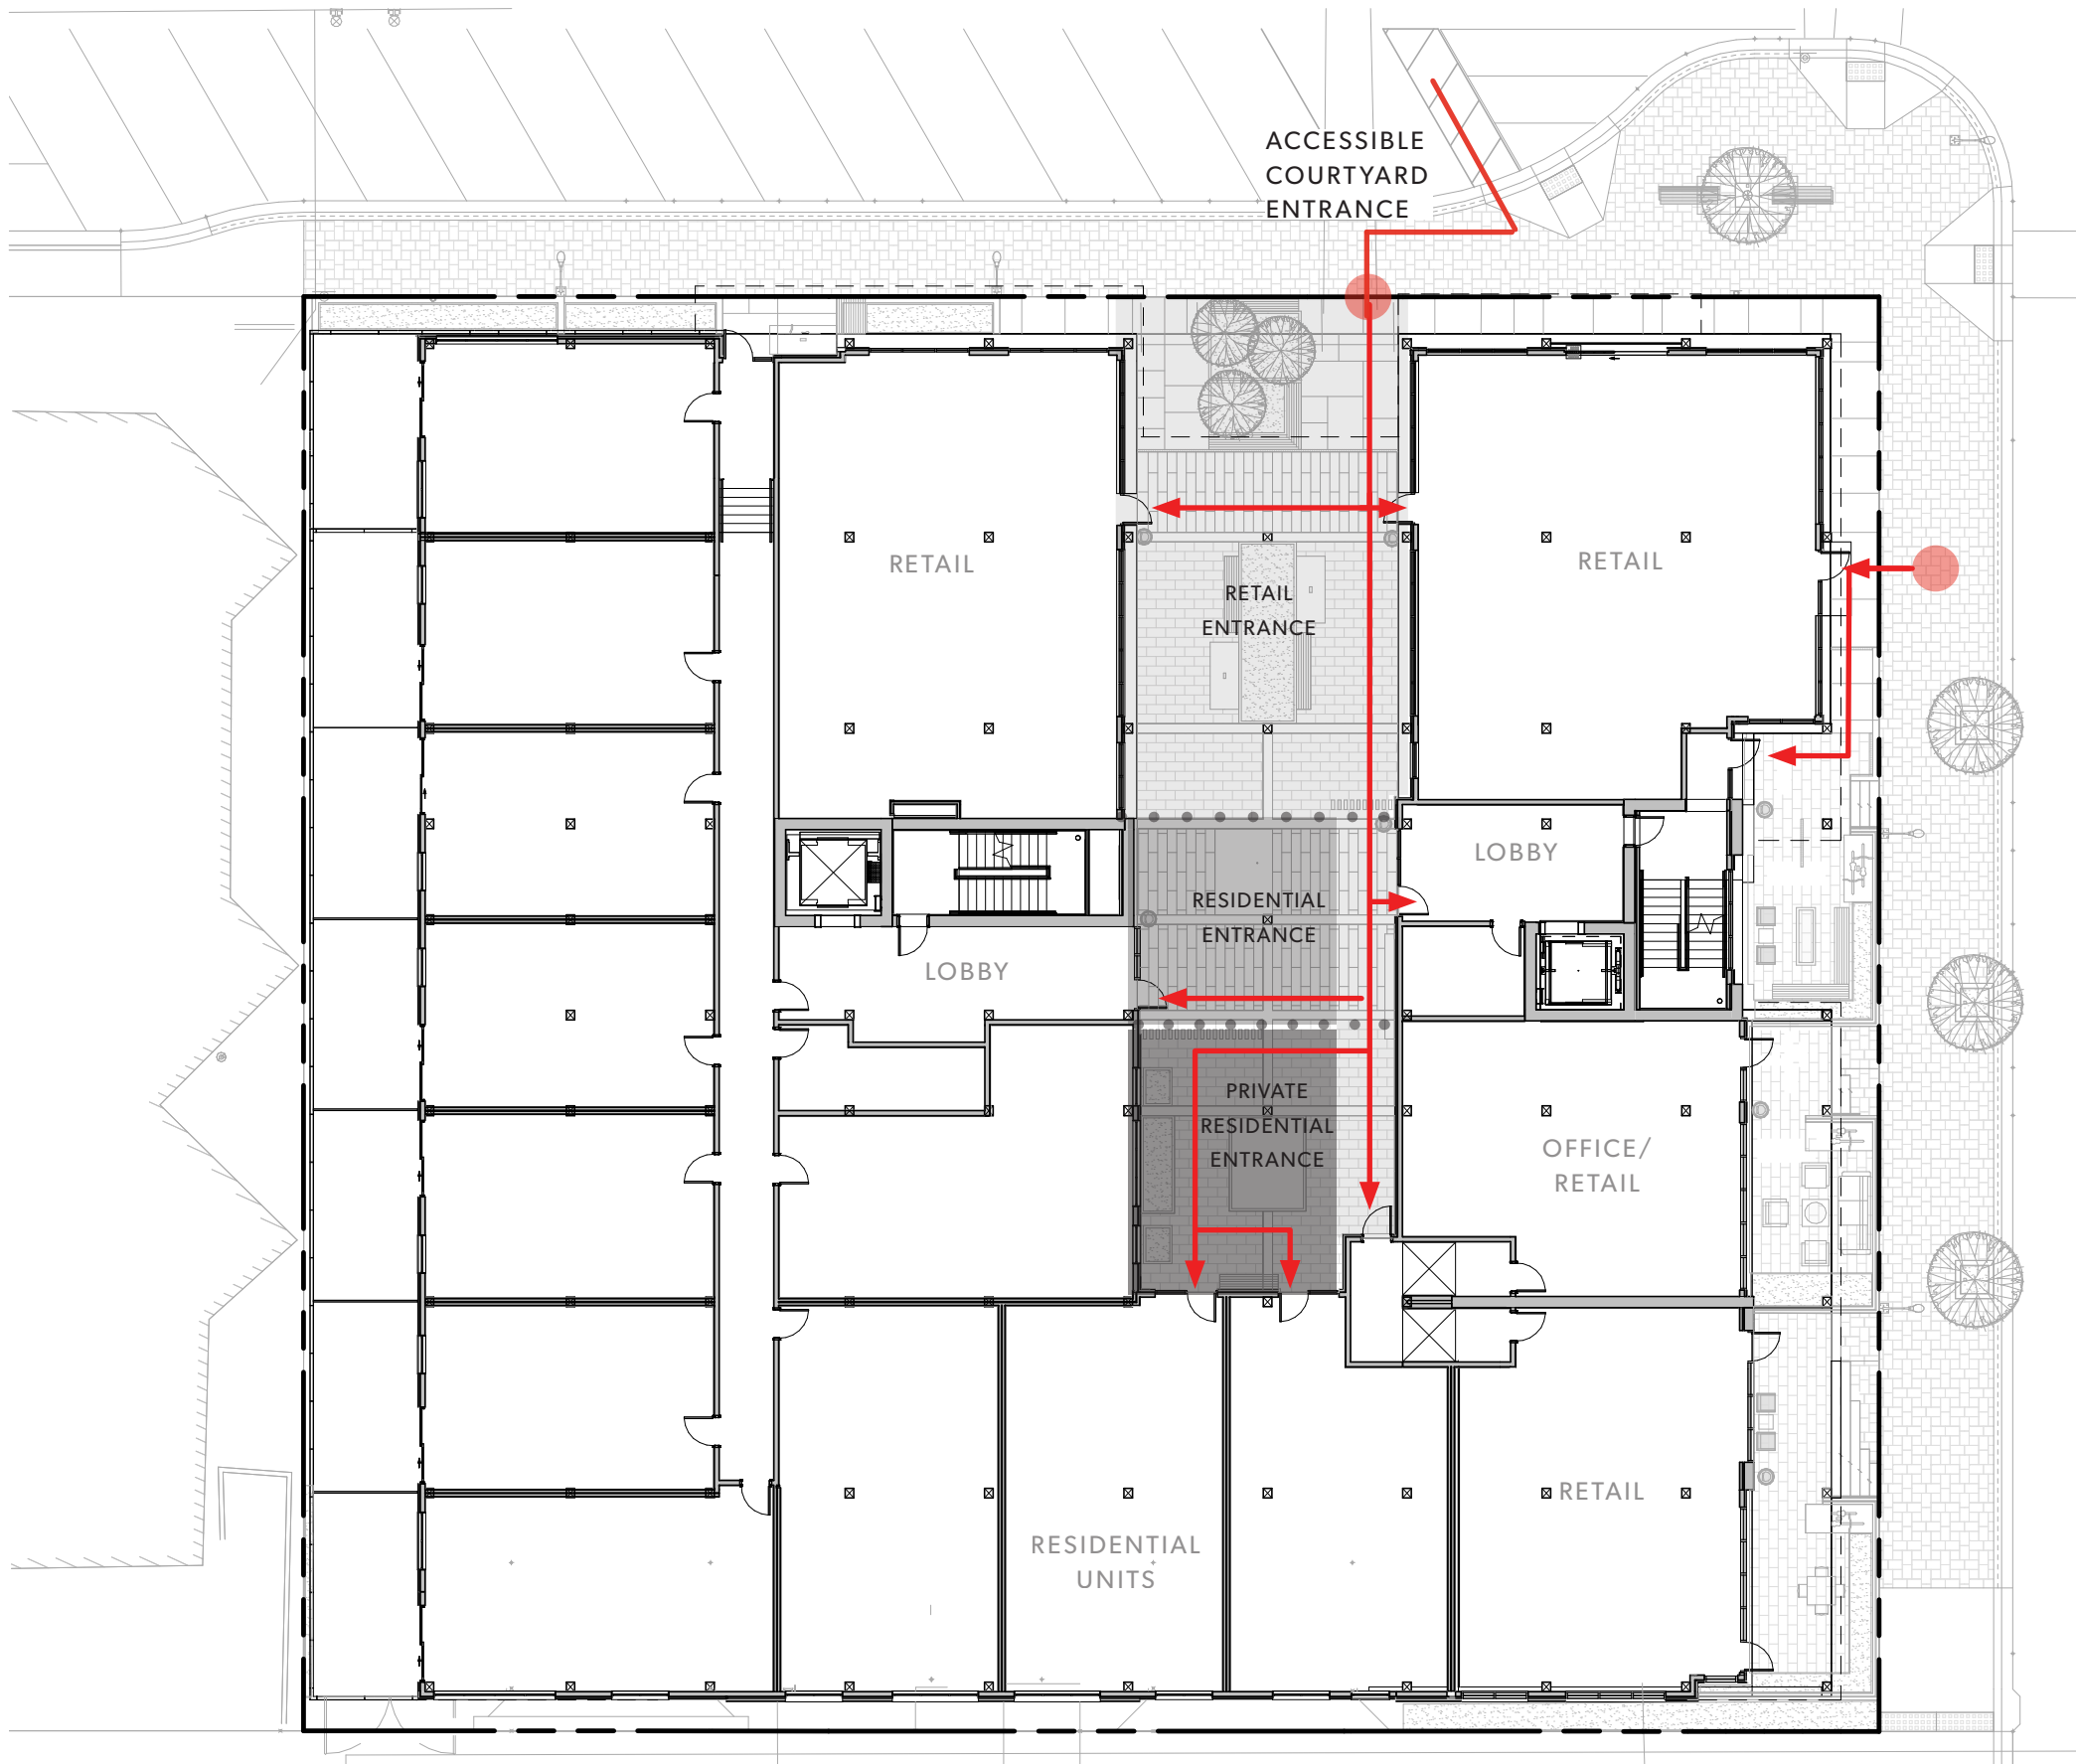 ACCESSIBLE
COURTYARD
ENTRANCE
RETAIL
RETAIL
RETAIL
ENTRANCE
LOBBY
RESIDENTIAL
ENTRANCE
LOBBY
PRIVATE
RESIDENTIAL
ENTRANCE
OFFICE/
RETAIL
RETAIL
RESIDENTIAL
UNITS